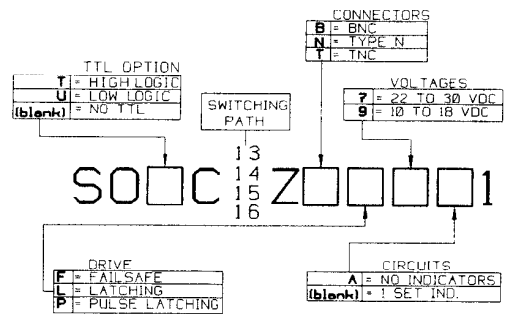 CONNECTORS
B = BNC
N = TYPE N
T = TNC
TTL OPTION
T = HIGH LOGIC
U = LOW LOGIC
(blank) = NO TTL
SWITCHING
PATH
VOLTAGES
7 = 22 TO 30 VDC
9 = 10 TO 18 VDC
13
14
15
16
SO□C Z□□□□1
DRIVE
F = FAILSAFE
L = LATCHING
P = PULSE LATCHING
CIRCUITS
A = NO INDICATORS
(blank) = 1 SET IND.